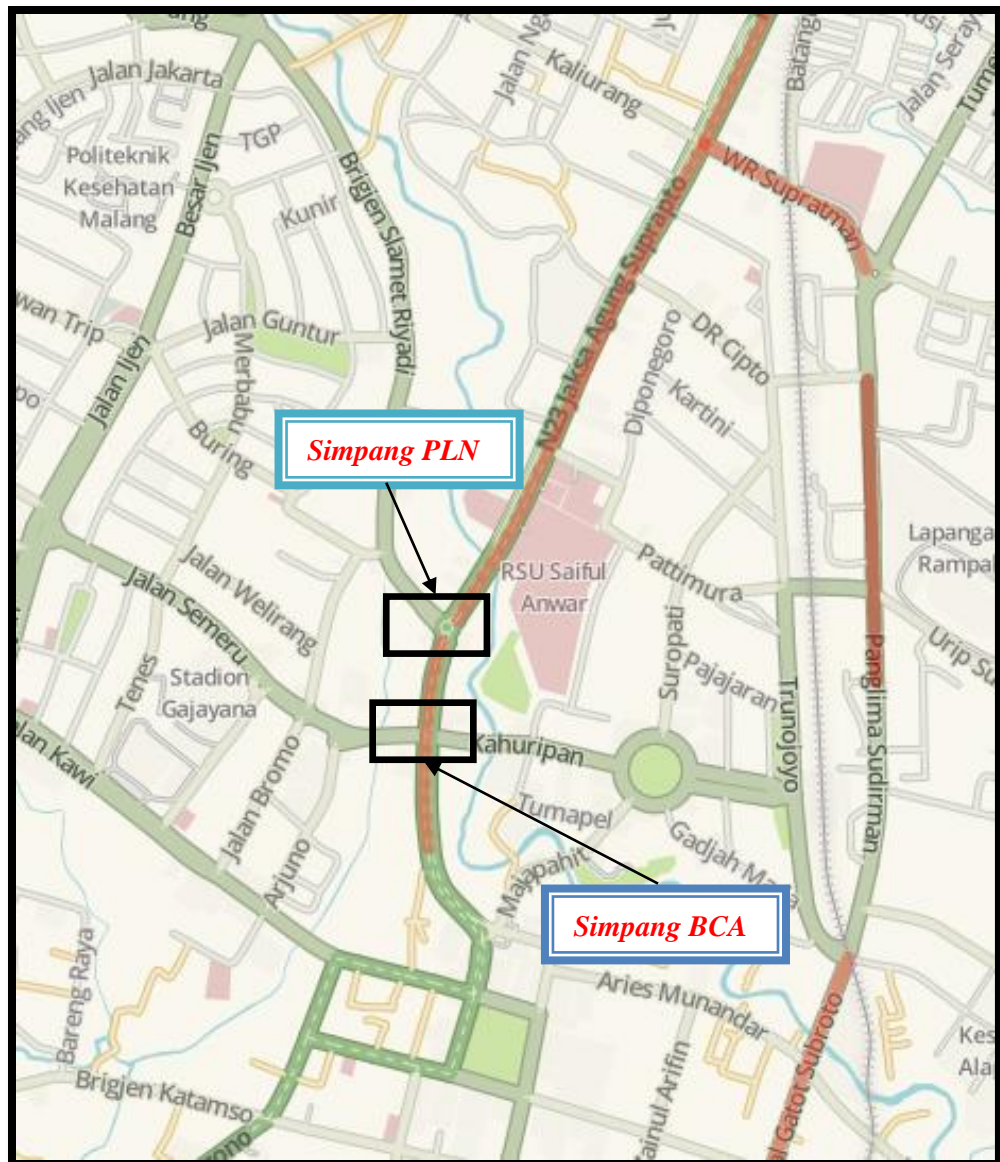 Jalan Jakarta
TGP
Politeknik
Kesehatan
Malang
Besar Ijen
Kunir
Brigjen Slamet Riyadi
Kaliurang
WR Supratman
N23 Jaksa Agung Suprapto
wan Trip
Jalan Guntur
Merbabu
Jalan Ijen
Buring
DR Cipto
Diponegoro
Kartini
Simpang PLN
RSU Saiful
Anwar
Pattimura
Lapanga
Rampal
Jalan Welirang
Jalan Semeru
Tenes
Stadion
Gajayana
Suropati
Pajajaran
Trunojoyo
Panglima Sudirman
Urip Su
Jalan Kawi
Jalan Bromo
Arjuno
Kahuripan
Tumapel
Majapahit
Simpang BCA
Bareng Raya
Aries Munandar
Brigjen Katamso
Zainul Arifin
al Gatot Subroto
Kes
Ala
ono
Jalan Seray
Tume
Batang
Jalan Ng